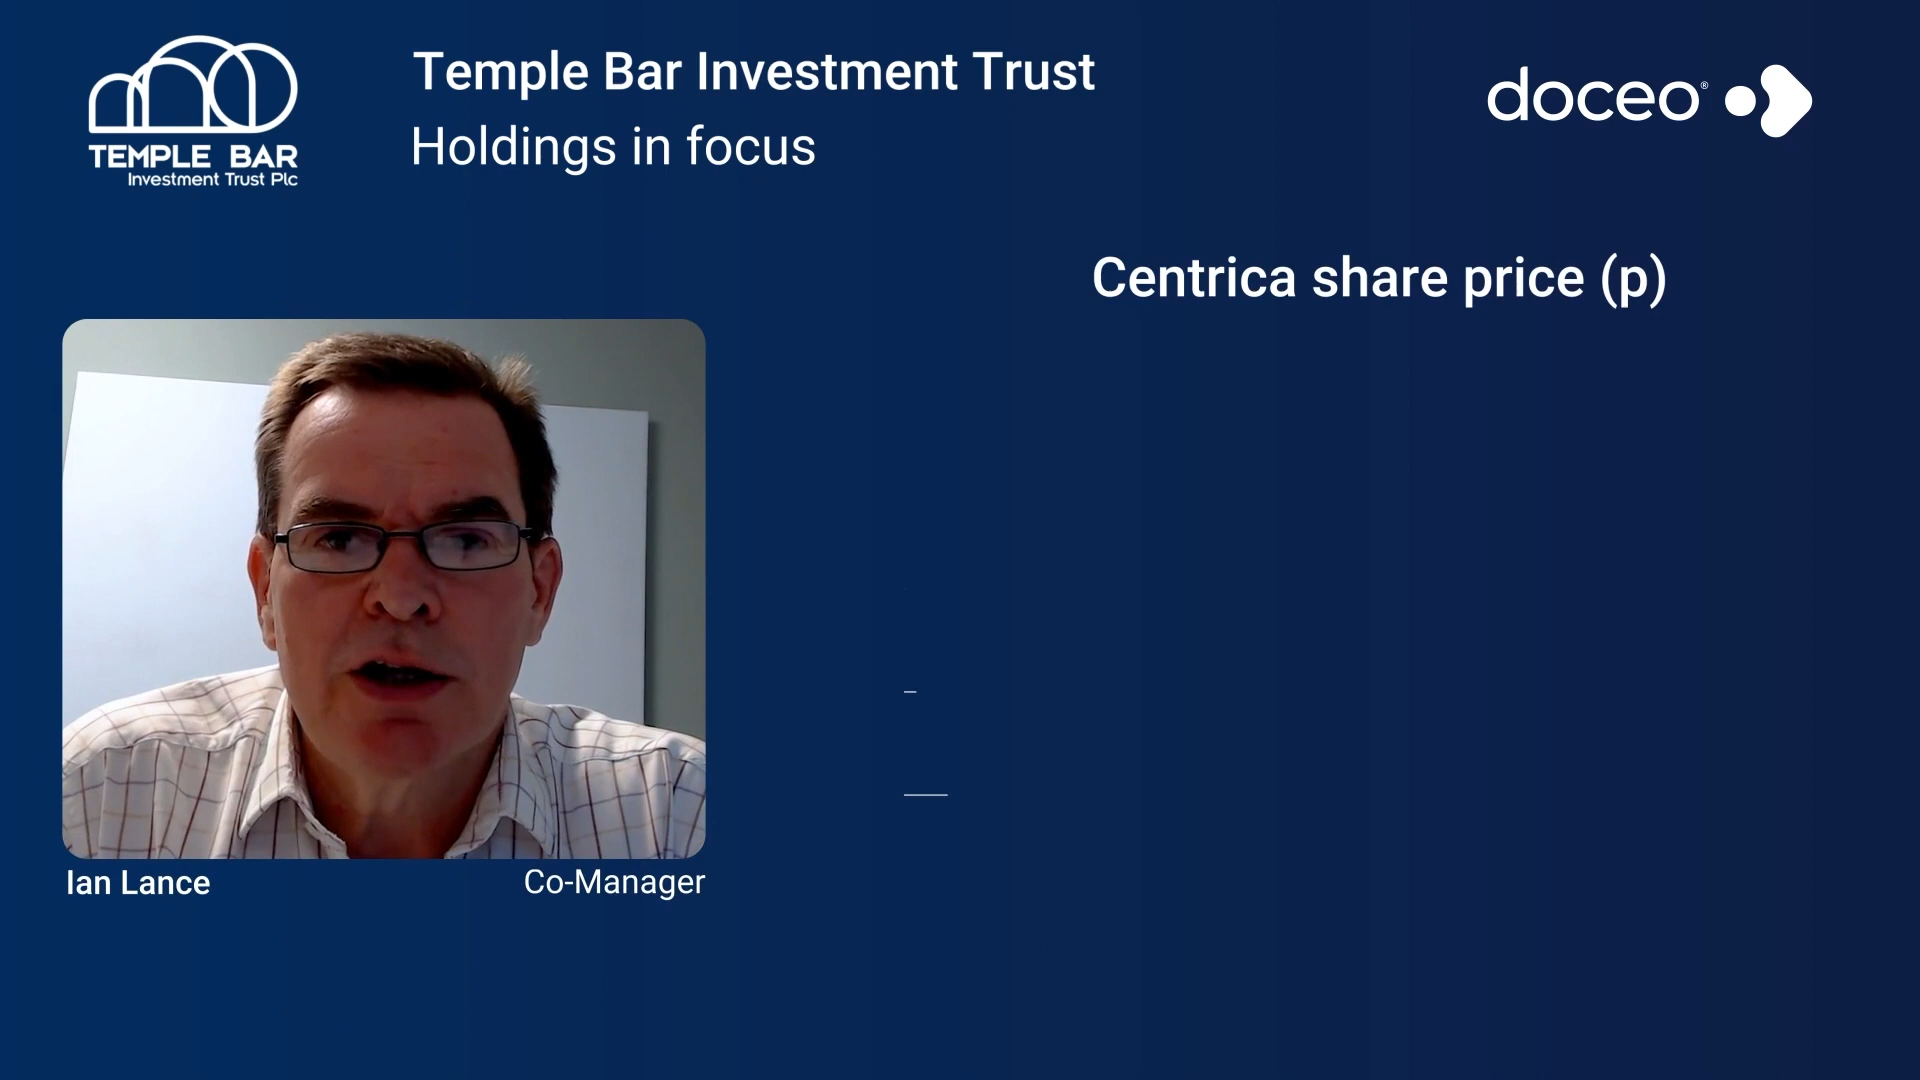 TEMPLE BAR
Investment Trust Plc
Temple Bar Investment Trust
Holdings in focus
doceo®
Centrica share price (p)
Ian Lance
Co-Manager